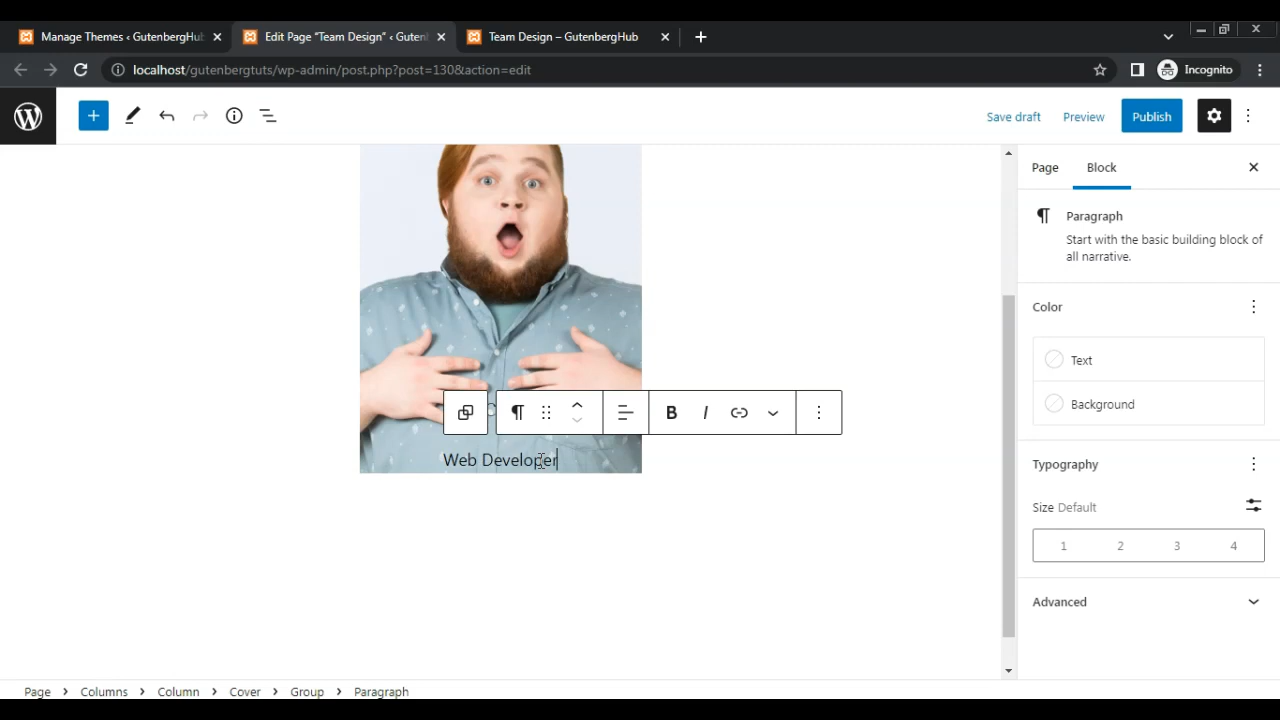 Manage Themes ‹ GutenbergHub
Edit Page “Team Design” ‹ Guten
Team Design – GutenbergHub
localhost/gutenbergtuts/wp-admin/post.php?post=130&action=edit
Incognito
Save draft
Preview
Publish
Page
Block
Paragraph
Start with the basic building block of
all narrative.
Color
Text
Background
B I
Web Developer
Typography
Size Default
1 2 3 4
Advanced
Page > Columns > Column > Cover > Group > Paragraph